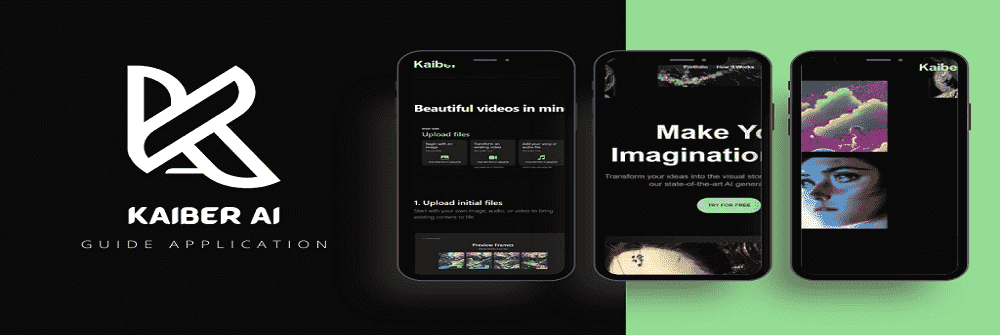 KAIBER AI
GUIDE APPLICATION
Kaiber
Beautiful videos in min
Upload files
Begin with an image
Transform an existing video
Add your song or audio file
1. Upload initial files
Start with your own image, audio, or video to bring
existing content to life
Preview Frames
Portfolio How It Works
Make Yo
Imagination
Transform your ideas into the visual stor
our state-of-the-art AI genera
TRY FOR FREE
Kaibe